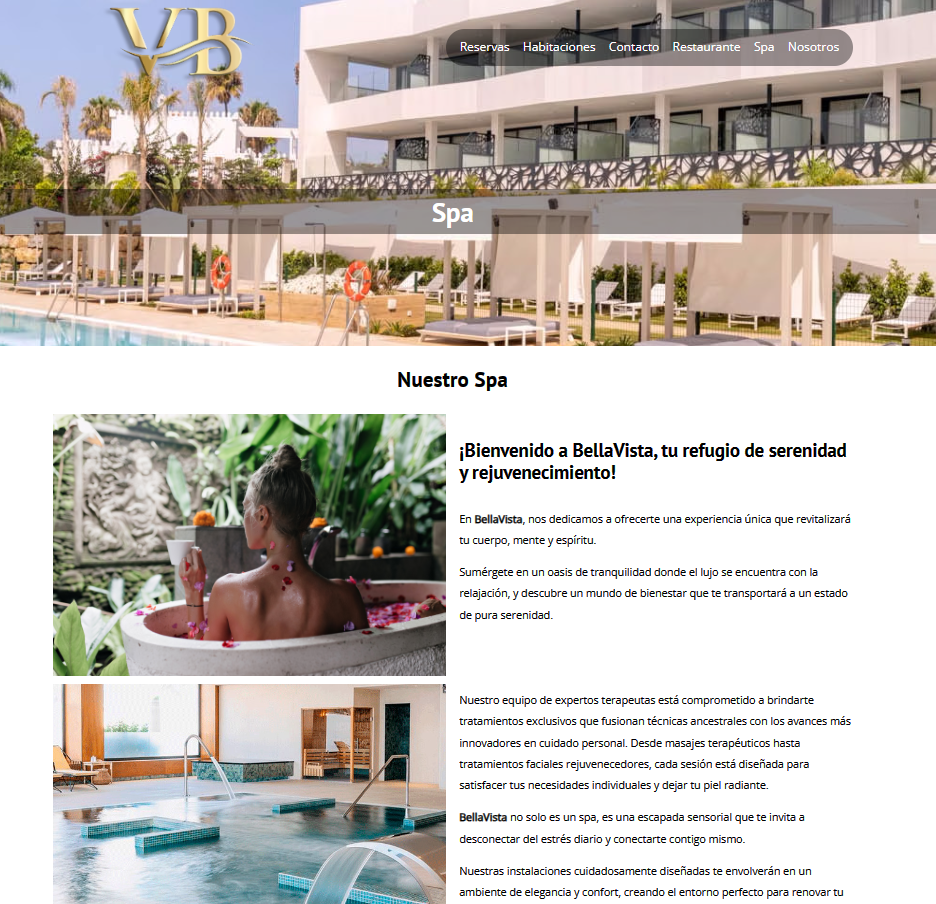 VB
Reservas Habitaciones Contacto Restaurante Spa Nosotros
Spa
Nuestro Spa
¡Bienvenido a BellaVista, tu refugio de serenidad
y rejuvenecimiento!
En BellaVista, nos dedicamos a ofrecerte una experiencia única que revitalizará
tu cuerpo, mente y espíritu.
Sumérgete en un oasis de tranquilidad donde el lujo se encuentra con la
relajación, y descubre un mundo de bienestar que te transportará a un estado
de pura serenidad.
Nuestro equipo de expertos terapeutas está comprometido a brindarte
tratamientos exclusivos que fusionan técnicas ancestrales con los avances más
innovadores en cuidado personal. Desde masajes terapéuticos hasta
tratamientos faciales rejuvenecedores, cada sesión está diseñada para
satisfacer tus necesidades individuales y dejar tu piel radiante.
BellaVista no solo es un spa, es una escapada sensorial que te invita a
desconectar del estrés diario y conectarte contigo mismo.
Nuestras instalaciones cuidadosamente diseñadas te envolverán en un
ambiente de elegancia y confort, creando el entorno perfecto para renovar tu